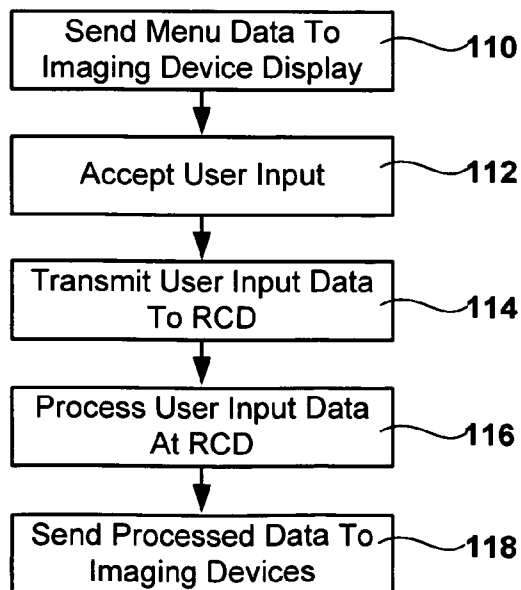 Send Menu Data To
Imaging Device Display
110
Accept User Input
112
Transmit User Input Data
To RCD
114
Process User Input Data
At RCD
116
Send Processed Data To
Imaging Devices
118